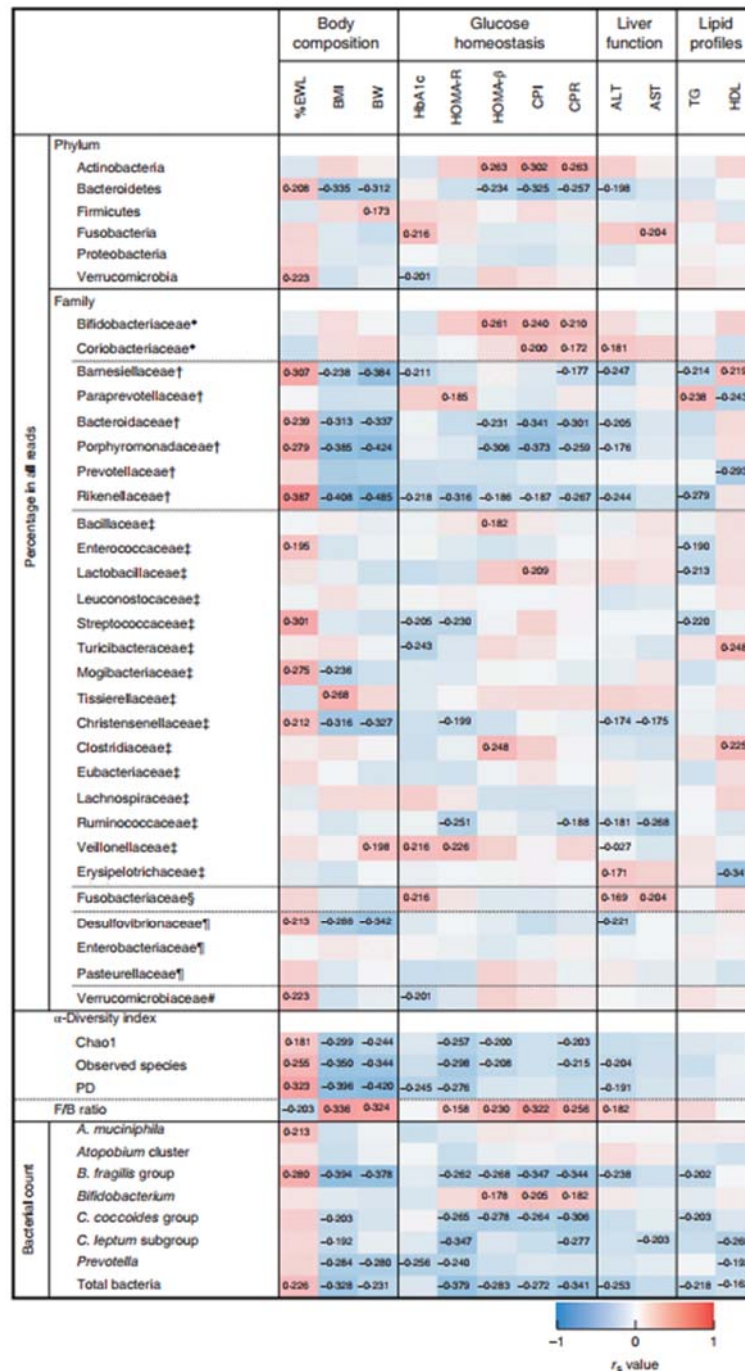 Body composition Glucose homeostasis Liver function Lipid profiles
%EWL BMI BW HbA1c HOMA-R HOMA-β CPI CPR ALT AST TG HDL
Percentage in all reads
Phylum
Actinobacteria 0·263 0·302 0·263
Bacteroidetes 0·208 −0·335 −0·312 −0·234 −0·325 −0·257 −0·198
Firmicutes 0·173
Fusobacteria 0·216 0·204
Proteobacteria
Verrucomicrobia 0·223 −0·201
Family
Bifidobacteriaceae* 0·261 0·240 0·210
Coriobacteriaceae* 0·200 0·172 0·181
Barnesiellaceae† 0·307 −0·238 −0·384 −0·211 −0·177 −0·247 −0·214 0·219
Paraprevotellaceae† 0·185 0·238 −0·243
Bacteroidaceae† 0·239 −0·313 −0·337 −0·231 −0·341 −0·301 −0·205
Porphyromonadaceae† 0·279 −0·385 −0·424 −0·306 −0·373 −0·259 −0·176
Prevotellaceae† −0·293
Rikenellaceae† 0·387 −0·408 −0·485 −0·218 −0·316 −0·186 −0·187 −0·267 −0·244 −0·279
Bacillaceae‡ 0·182
Enterococcaceae‡ 0·195 −0·190
Lactobacillaceae‡ 0·209 −0·213
Leuconostocaceae‡
Streptococcaceae‡ 0·301 −0·205 −0·230 −0·220
Turicibacteraceae‡ −0·243 0·248
Mogibacteriaceae‡ 0·275 −0·236
Tissierellaceae‡ 0·268
Christensenellaceae‡ 0·212 −0·316 −0·327 −0·199 −0·174 −0·175
Clostridiaceae‡ 0·248 0·225
Eubacteriaceae‡
Lachnospiraceae‡
Ruminococcaceae‡ −0·251 −0·188 −0·181 −0·268
Veillonellaceae‡ 0·198 0·216 0·226 −0·027
Erysipelotrichaceae‡ 0·171 −0·34
Fusobacteriaceae§ 0·216 0·169 0·204
Desulfovibrionaceae¶ 0·213 −0·342 −0·221
Enterobacteriaceae¶
Pasteurellaceae¶
Verrucomicrobiaceae# 0·223 −0·201
α-Diversity index
Chao1 0·181 −0·299 −0·244 −0·257 −0·200 −0·203
Observed species 0·255 −0·350 −0·344 −0·298 −0·208 −0·215 −0·204
PD 0·323 −0·396 −0·420 −0·245 −0·276 −0·191
F/B ratio −0·203 0·336 0·324 0·158 0·230 0·322 0·256 0·182
Bacterial count
A. muciniphila 0·213
Atopobium cluster
B. fragilis group 0·280 −0·394 −0·378 −0·262 −0·268 −0·347 −0·344 −0·238 −0·202
Bifidobacterium 0·178 0·205 0·182
C. coccoides group −0·203 −0·265 −0·278 −0·264 −0·306 −0·203
C. leptum subgroup −0·192 −0·347 −0·277 −0·203 −0·26
Prevotella −0·284 −0·280 −0·256 −0·240 −0·19
Total bacteria 0·226 −0·328 −0·231 −0·379 −0·283 −0·272 −0·341 −0·253 −0·218 −0·16
−1 0 1
rs value